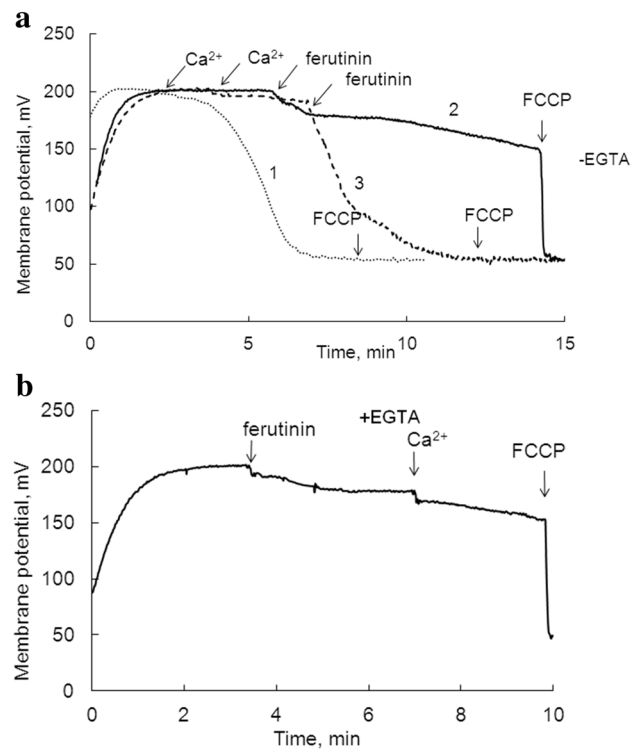 a
250
200
150
100
50
0
Membrane potential, mV
Ca²⁺ Ca²⁺ ferutinin
ferutinin
FCCP
2
-EGTA
1 3
FCCP FCCP
0 5 10 15
Time, min
b
250
200
150
100
50
0
Membrane potential, mV
+EGTA
ferutinin Ca²⁺
FCCP
0 2 4 6 8 10
Time, min